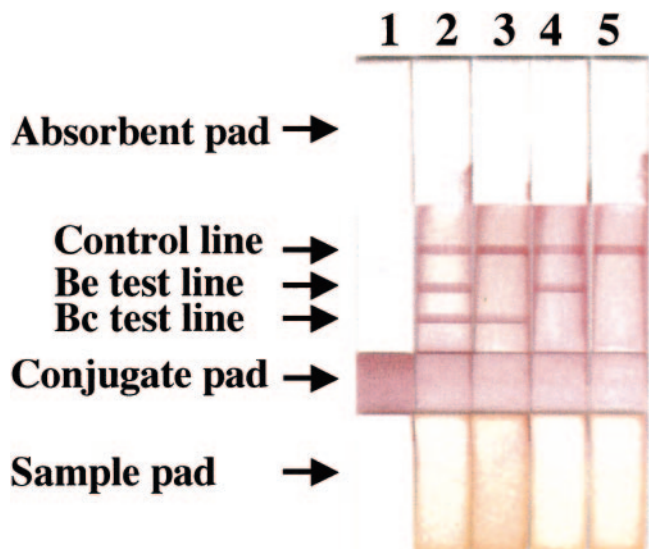 1 2 3 4 5
Absorbent pad
Control line
Be test line
Bc test line
Conjugate pad
Sample pad